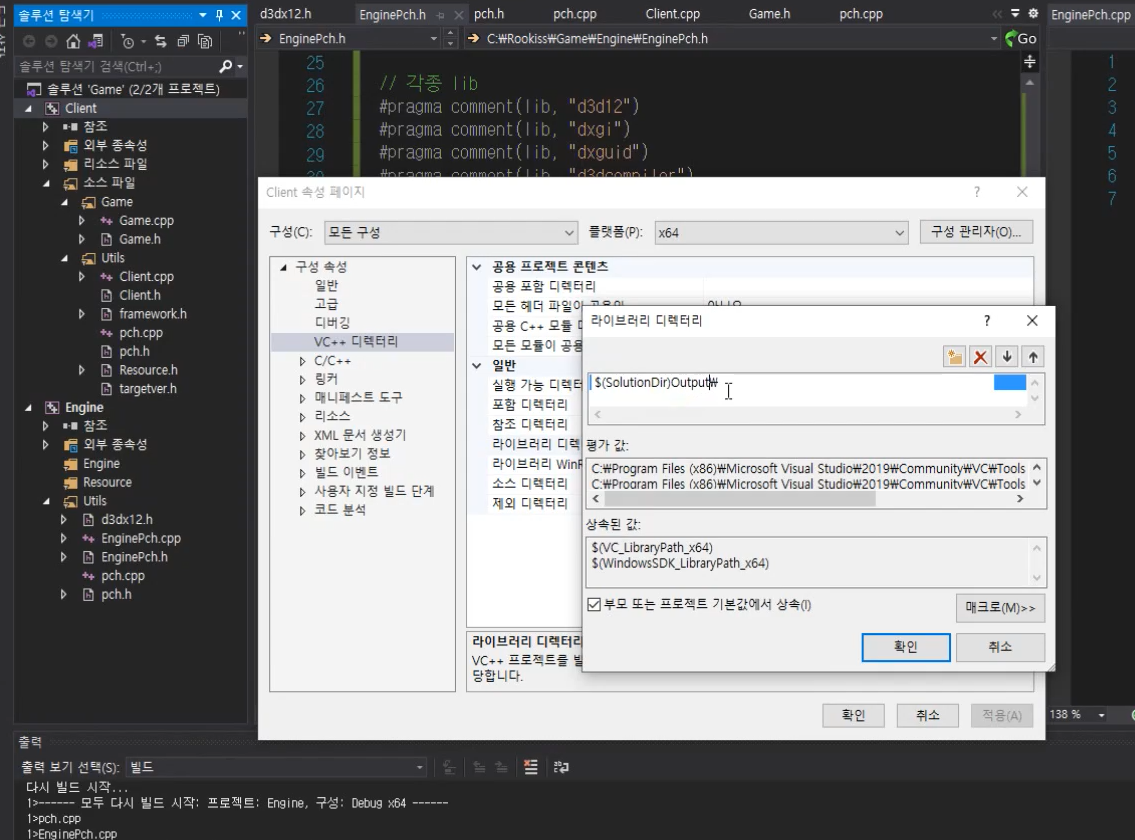 솔루션 탐색기
d3dx12.h
EnginePch.h
pch.h
pch.cpp
Client.cpp
Game.h
pch.cpp
EnginePch.cpp
EnginePch.h
C:₩Rookiss₩Game₩Engine₩EnginePch.h
Go
솔루션 탐색기 검색(Ctrl+;)
솔루션 'Game' (2/2개 프로젝트)
Client
참조
외부 종속성
리소스 파일
소스 파일
Game
Game.cpp
Game.h
Utils
Client.cpp
Client.h
framework.h
pch.cpp
pch.h
Resource.h
targetver.h
Engine
참조
외부 종속성
Engine
Resource
Utils
d3dx12.h
EnginePch.cpp
EnginePch.h
pch.cpp
pch.h
25
26 // 각종 lib
27 #pragma comment(lib, "d3d12")
28 #pragma comment(lib, "dxgi")
29 #pragma comment(lib, "dxguid")
#pragma comment(lib, "d3dcompiler")
1
2
3
4
5
6
7
Client 속성 페이지
?
구성(C):
모든 구성
플랫폼(P):
x64
구성 관리자(O)...
구성 속성
일반
고급
디버깅
VC++ 디렉터리
C/C++
링커
매니페스트 도구
리소스
XML 문서 생성기
찾아보기 정보
빌드 이벤트
사용자 지정 빌드 단계
코드 분석
공용 프로젝트 콘텐츠
공용 포함 디렉터리
모든 헤더 파일이
아니요
공용 C++ 모듈
모든 모듈이 공용
일반
실행 가능 디렉터
포함 디렉터리
참조 디렉터리
라이브러리 디렉
라이브러리 WinR
소스 디렉터리
제외 디렉터리
라이브러리 디렉터리
VC++ 프로젝트를 빌
당합니다.
라이브러리 디렉터리
?
$(SolutionDir)Output₩
평가 값:
C:₩Program Files (x86)₩Microsoft Visual Studio₩2019₩Community₩VC₩Tools
C:₩Program Files (x86)₩Microsoft Visual Studio₩2019₩Community₩VC₩Tools
상속된 값:
$(VC_LibraryPath_x64)
$(WindowsSDK_LibraryPath_x64)
부모 또는 프로젝트 기본값에서 상속(I)
매크로(M)>>
확인
취소
확인
취소
적용(A)
138 %
출력
출력 보기 선택(S):
빌드
다시 빌드 시작...
1>------ 모두 다시 빌드 시작: 프로젝트: Engine, 구성: Debug x64 ------
1>pch.cpp
1>EnginePch.cpp